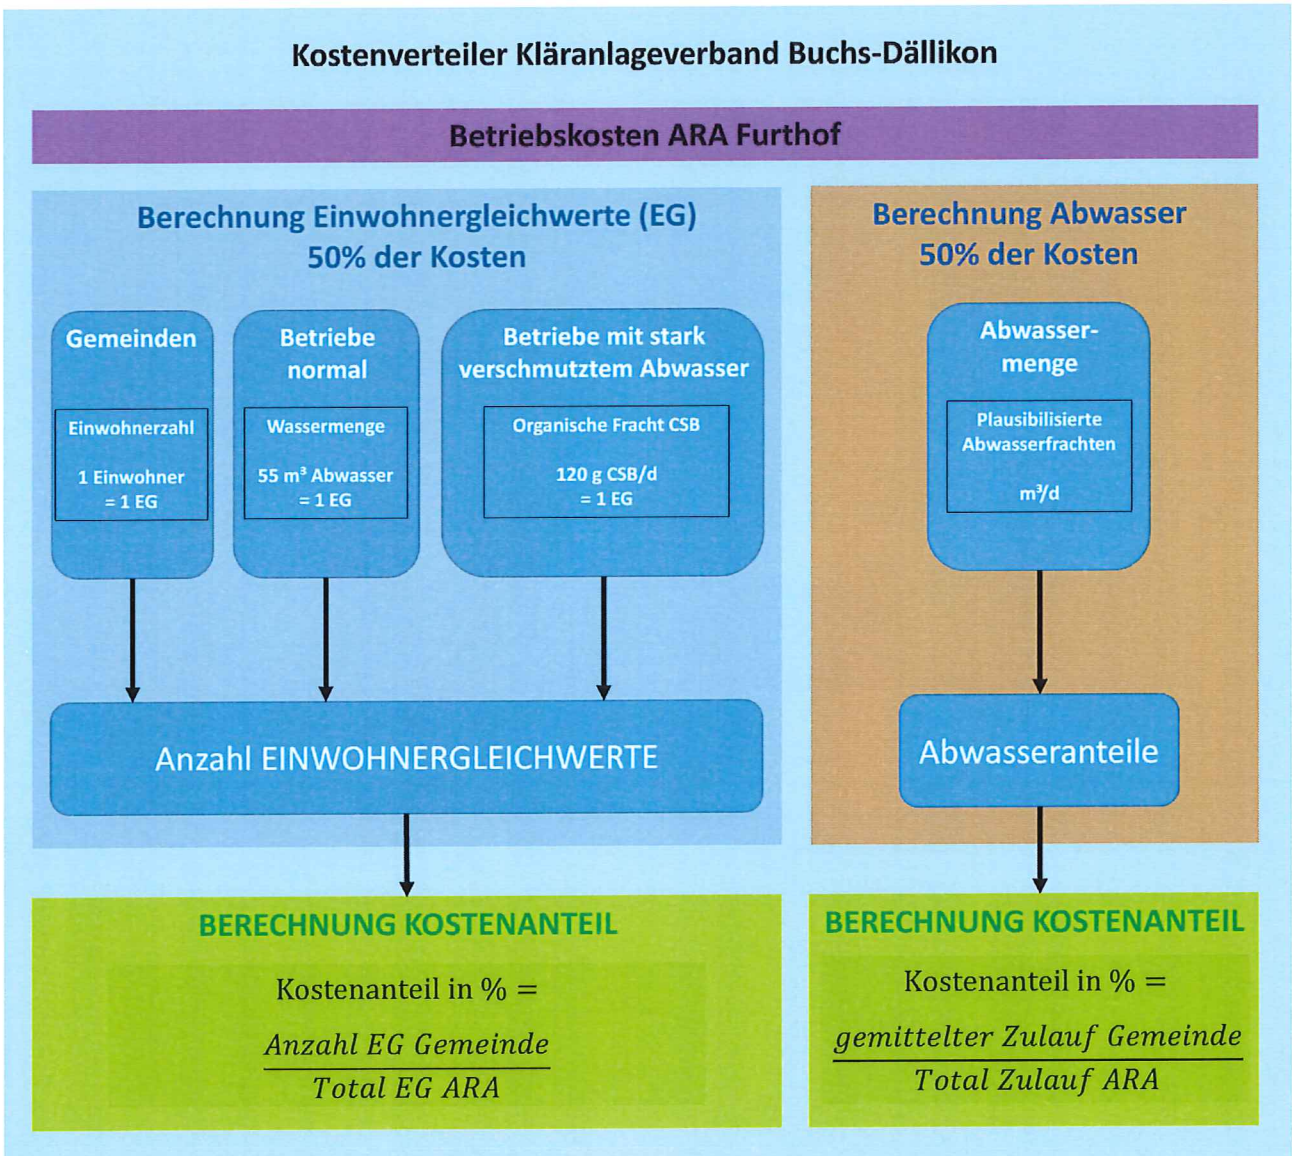 Kostenverteiler Kläranlageverband Buchs-Dällikon
Betriebskosten ARA Furthof
Berechnung Einwohnergleichwerte (EG)
50% der Kosten
Gemeinden
Einwohnerzahl
1 Einwohner
= 1 EG
Betriebe
normal
Wassermenge
55 m³ Abwasser
= 1 EG
Betriebe mit stark
verschmutztem Abwasser
Organische Fracht CSB
120 g CSB/d
= 1 EG
Anzahl EINWOHNERGLEICHWERTE
BERECHNUNG KOSTENANTEIL
Kostenanteil in % =
Anzahl EG Gemeinde
Total EG ARA
Berechnung Abwasser
50% der Kosten
Abwasser-
menge
Plausibilisierte
Abwasserfrachten
m³/d
Abwasseranteile
BERECHNUNG KOSTENANTEIL
Kostenanteil in % =
gemittelter Zulauf Gemeinde
Total Zulauf ARA